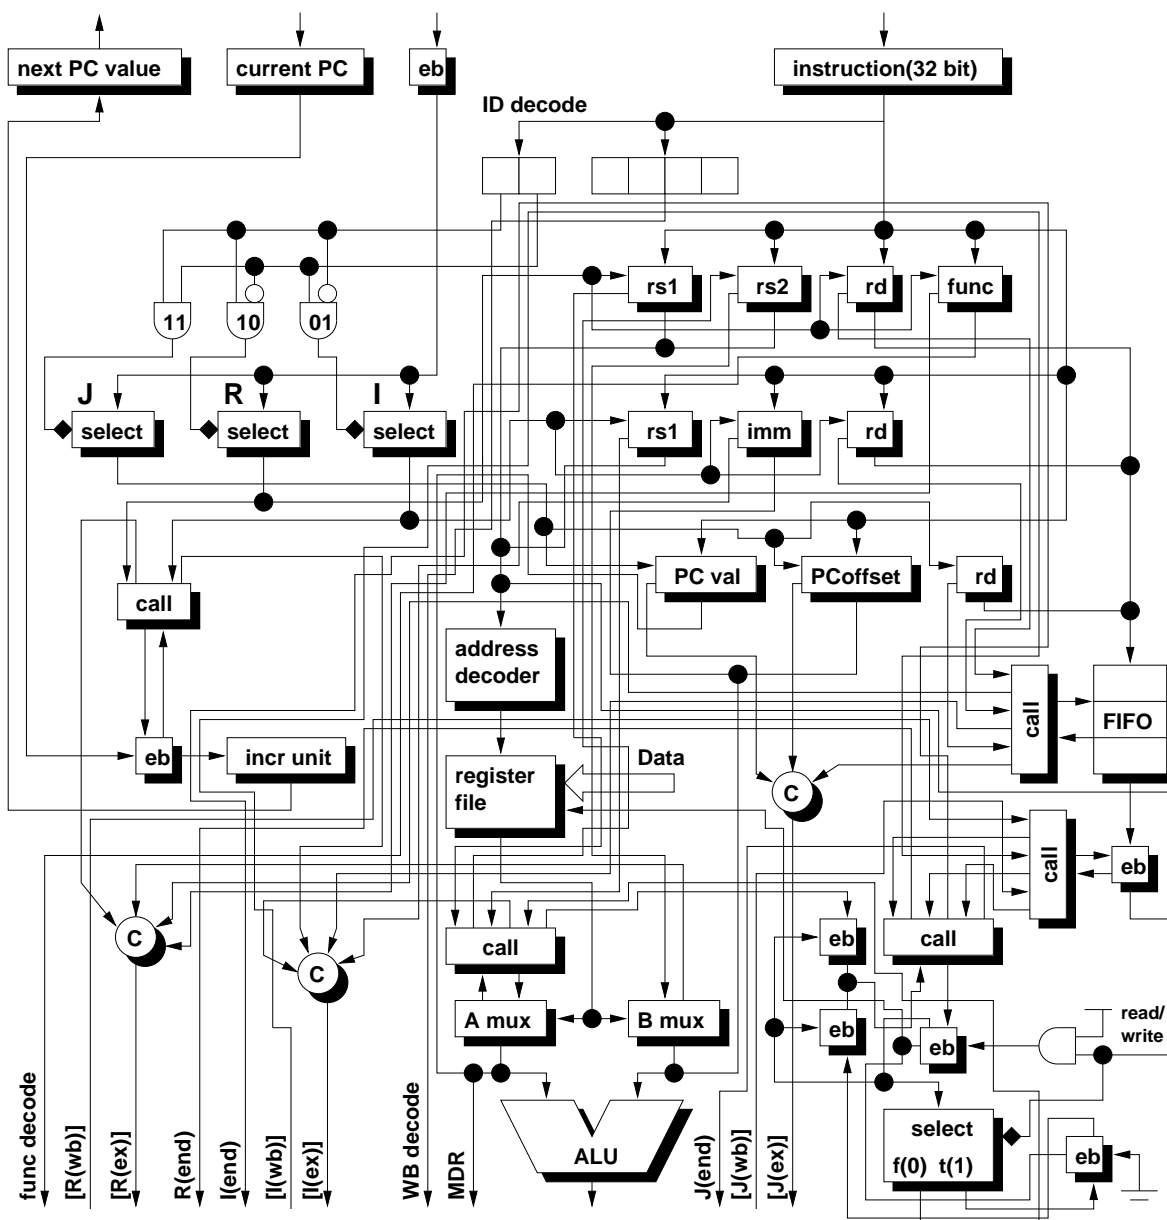 next PC value
current PC
eb
instruction(32 bit)
ID decode
rs1
rs2
rd
func
11
10
01
J
R
I
select
select
select
rs1
imm
rd
PC val
PCoffset
rd
call
address
decoder
call
FIFO
eb
incr unit
register
file
Data
C
call
eb
C
C
call
eb
call
A mux
B mux
eb
eb
read/
write
select
f(0) t(1)
eb
ALU
func decode
[R(wb)]
[R(ex)]
R(end)
I(end)
[I(wb)]
[I(ex)]
WB decode
MDR
J(end)
[J(wb)]
[J(ex)]